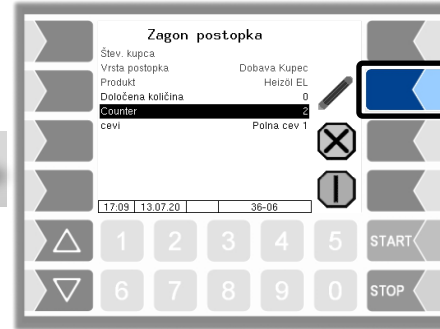 Zagon postopka
Štev. kupca
Vrsta postopka Dobava Kupec
Produkt Heizöl EL
Določena količina 0
Counter 2
cevi Polna cev 1
17:09 13.07.20 36-06
1 2 3 4 5 START
6 7 8 9 0 STOP